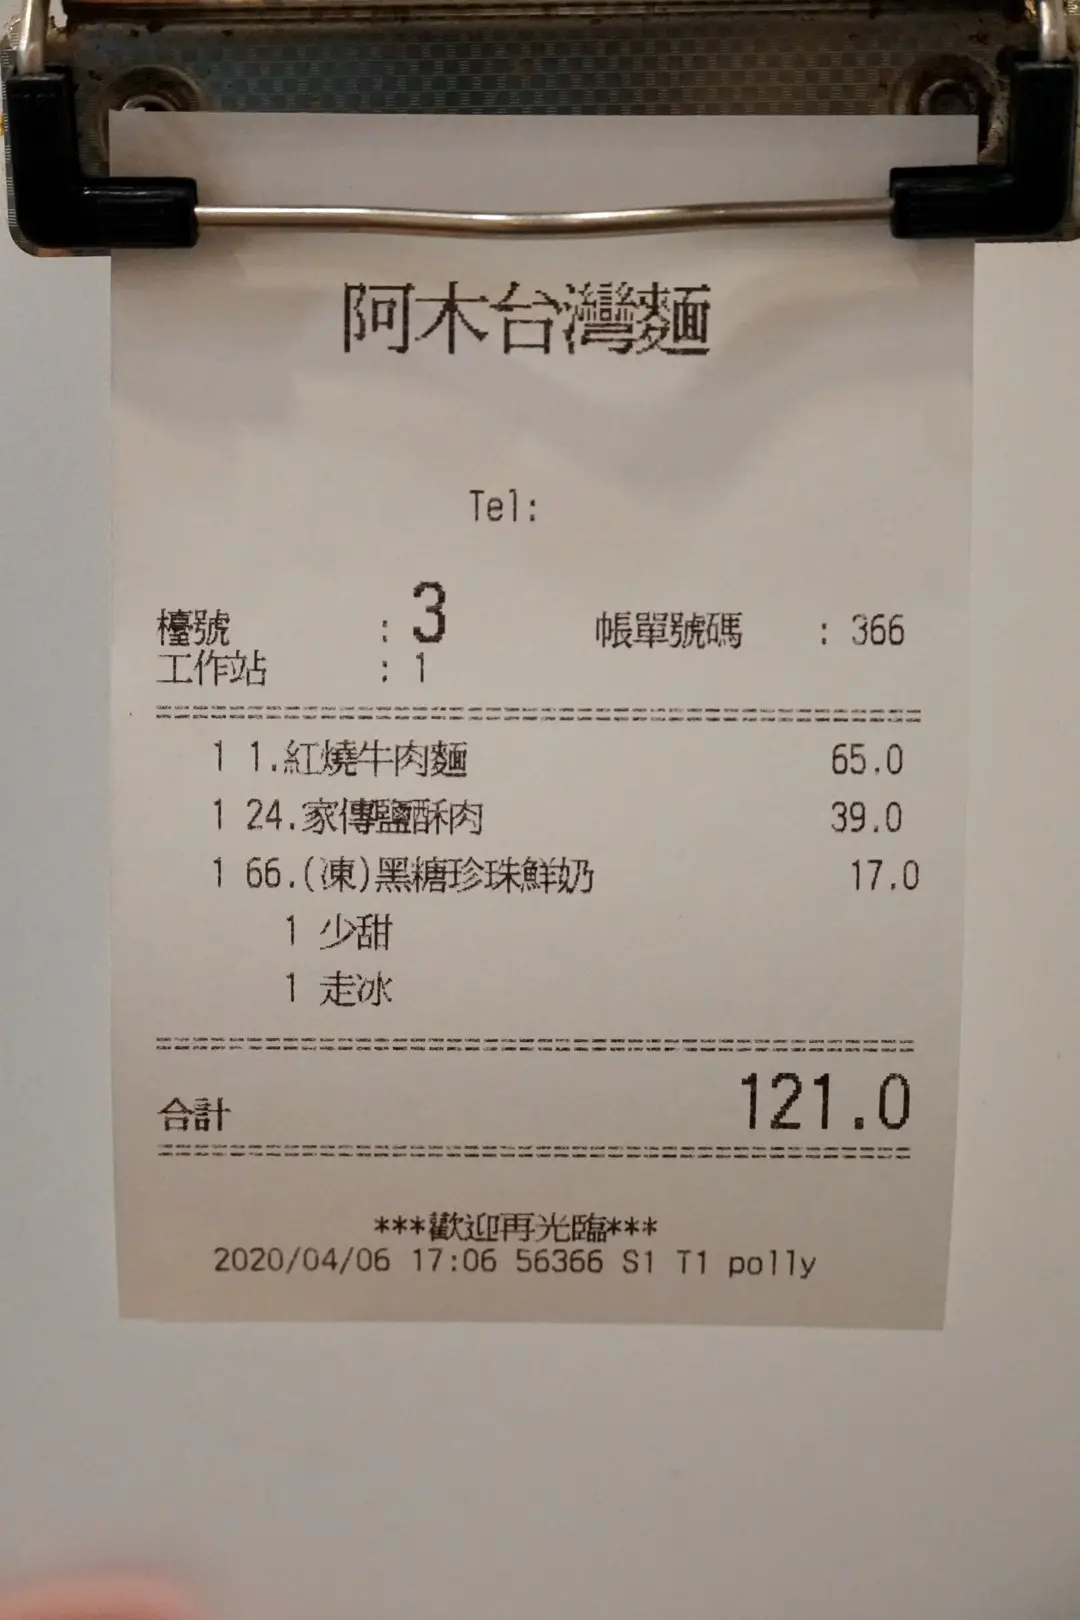 阿木台灣麵
Tel:
檯號 : 3 帳單號碼 : 366
工作站 : 1
1 1.紅燒牛肉麵 65.0
1 24.家傳鹽酥肉 39.0
1 66.(凍)黑糖珍珠鮮奶 17.0
1 少甜
1 走冰
合計 121.0
***歡迎再光臨***
2020/04/06 17:06 56366 S1 T1 polly